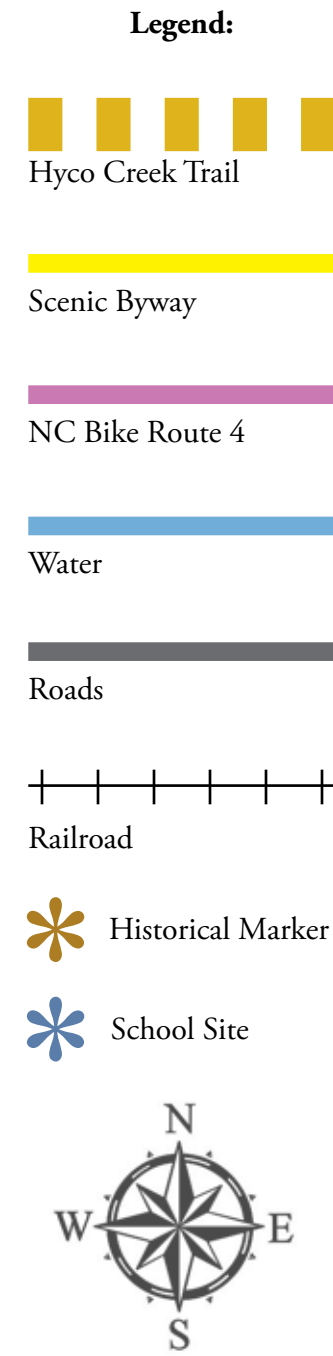 Legend:
Hyco Creek Trail
Scenic Byway
NC Bike Route 4
Water
Roads
Railroad
Historical Marker
School Site
N
W E
S